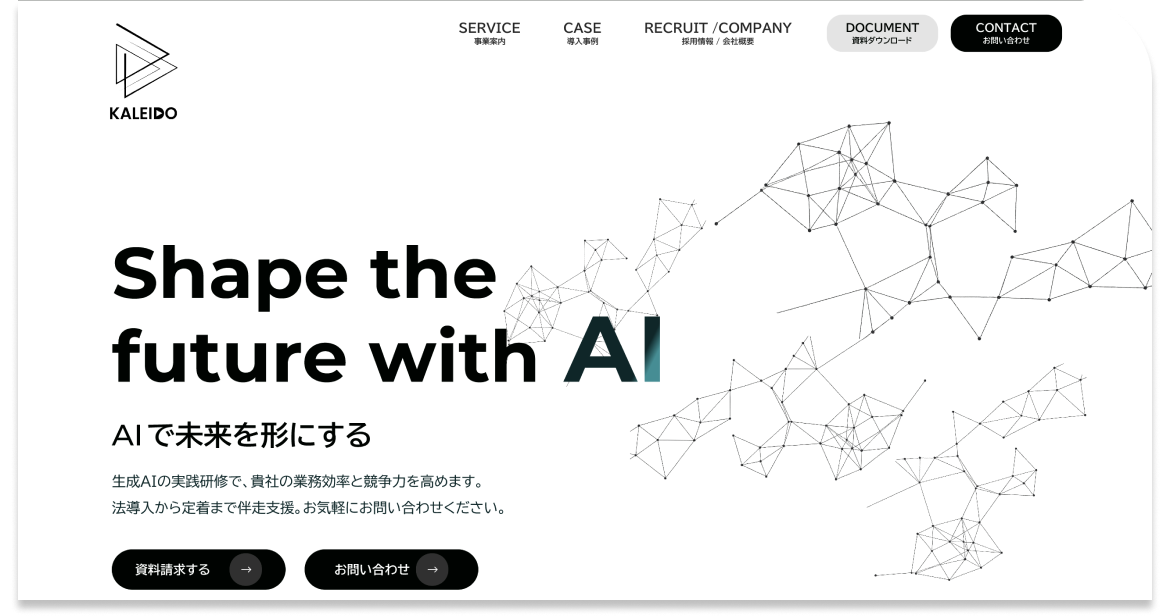 KALEIDO
SERVICE
事業案内
CASE
導入事例
RECRUIT /COMPANY
採用情報 / 会社概要
DOCUMENT
資料ダウンロード
CONTACT
お問い合わせ
Shape the
future with AI
AIで未来を形にする
生成AIの実践研修で、貴社の業務効率と競争力を高めます。
法導入から定着まで伴走支援。お気軽にお問い合わせください。
資料請求する →
お問い合わせ →